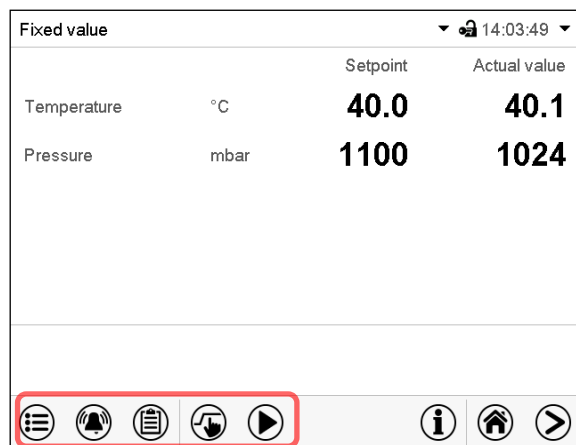 Fixed value 14:03:49
Setpoint Actual value
Temperature °C 40.0 40.1
Pressure mbar 1100 1024